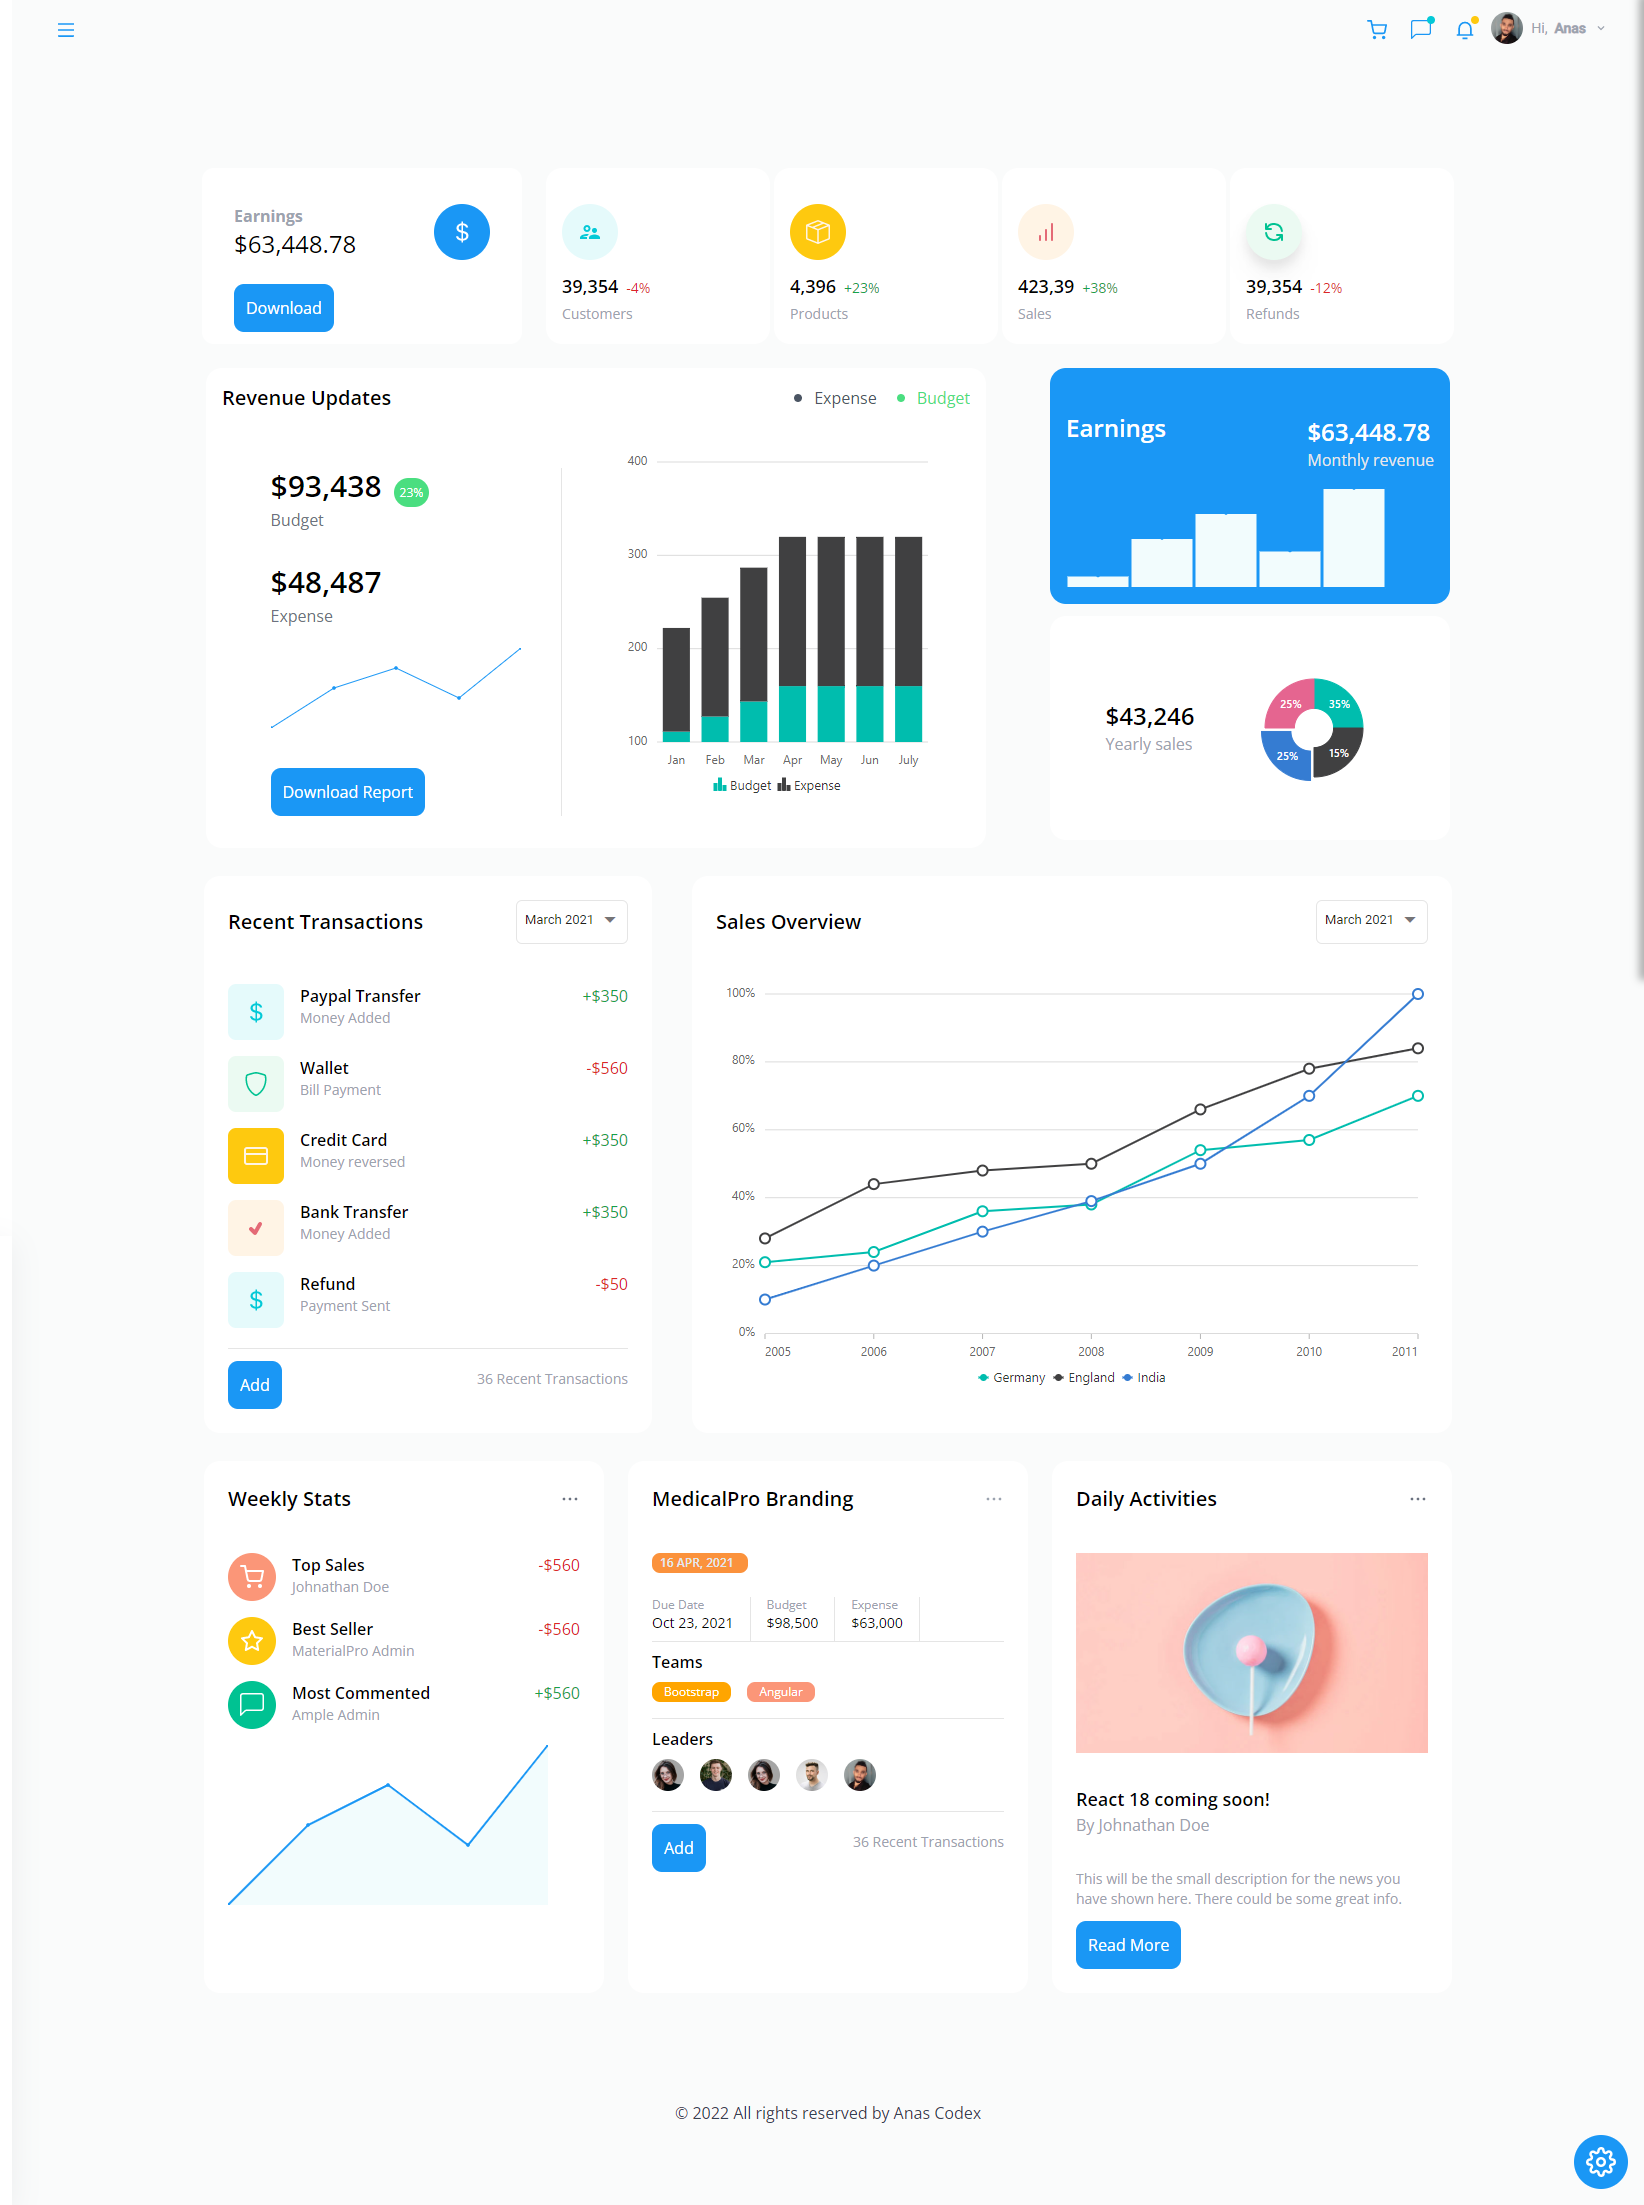 Hi, Anas
Earnings
$63,448.78
Download
39,354 -4%
Customers
4,396 +23%
Products
423,39 +38%
Sales
39,354 -12%
Refunds
Revenue Updates
Expense
Budget
$93,438 23%
Budget
$48,487
Expense
Download Report
400
300
200
100
Jan Feb Mar Apr May Jun July
Budget Expense
Earnings
$63,448.78
Monthly revenue
$43,246
Yearly sales
25% 35%
25% 15%
Recent Transactions
March 2021
Paypal Transfer +$350
Money Added
Wallet -$560
Bill Payment
Credit Card +$350
Money reversed
Bank Transfer +$350
Money Added
Refund -$50
Payment Sent
Add
36 Recent Transactions
Sales Overview
March 2021
100%
80%
60%
40%
20%
0%
2005 2006 2007 2008 2009 2010 2011
Germany England India
Weekly Stats
Top Sales -$560
Johnathan Doe
Best Seller -$560
MaterialPro Admin
Most Commented +$560
Ample Admin
MedicalPro Branding
16 APR, 2021
Due Date Budget Expense
Oct 23, 2021 $98,500 $63,000
Teams
Bootstrap Angular
Leaders
Add
36 Recent Transactions
Daily Activities
React 18 coming soon!
By Johnathan Doe
This will be the small description for the news you
have shown here. There could be some great info.
Read More
© 2022 All rights reserved by Anas Codex